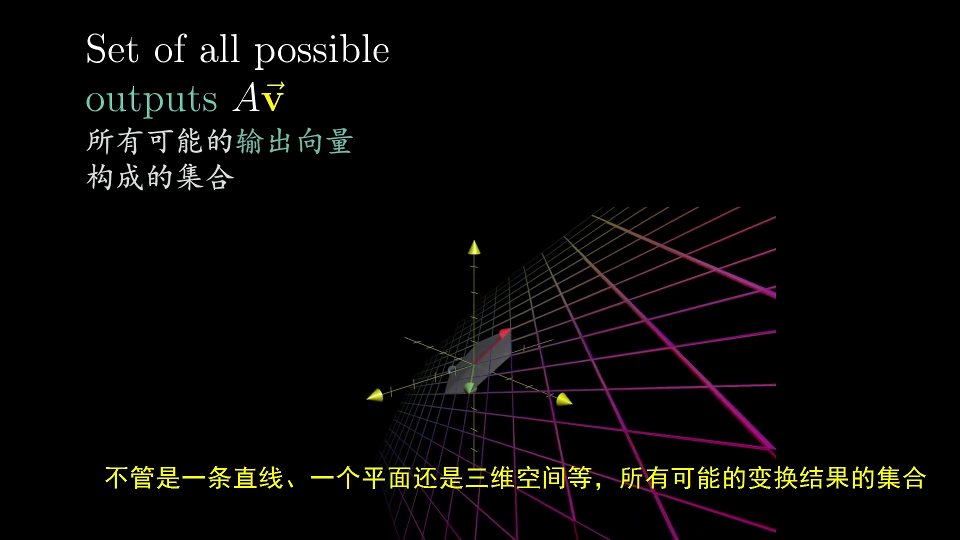 Set of all possible
outputs $A\vec{\mathbf{v}}$
所有可能的输出向量
构成的集合
不管是一条直线、一个平面还是三维空间等，所有可能的变换结果的集合